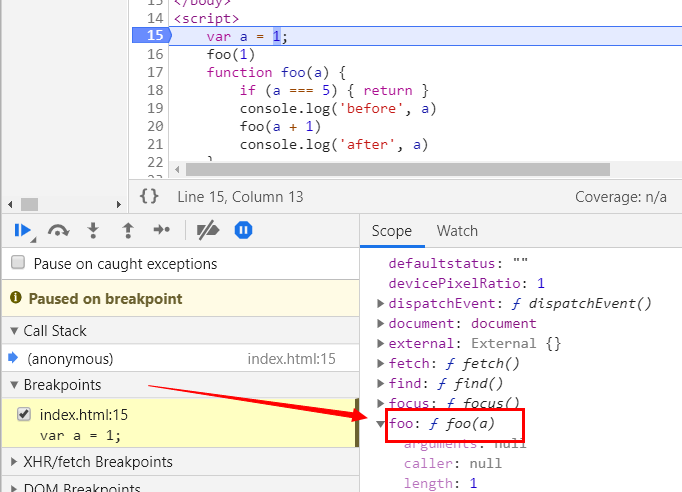 13 </body>
14 <script>
15 var a = 1;
16 foo(1)
17 function foo(a) {
18 if (a === 5) { return }
19 console.log('before', a)
20 foo(a + 1)
21 console.log('after', a)
22 }
23
{} Line 15, Column 13 Coverage: n/a
Pause on caught exceptions
Paused on breakpoint
Call Stack
(anonymous) index.html:15
Breakpoints
index.html:15
var a = 1;
XHR/fetch Breakpoints
DOM Breakpoints
Scope Watch
defaultstatus: ""
devicePixelRatio: 1
dispatchEvent: ƒ dispatchEvent()
document: document
external: External {}
fetch: ƒ fetch()
find: ƒ find()
focus: ƒ focus()
foo: ƒ foo(a)
arguments: null
caller: null
length: 1